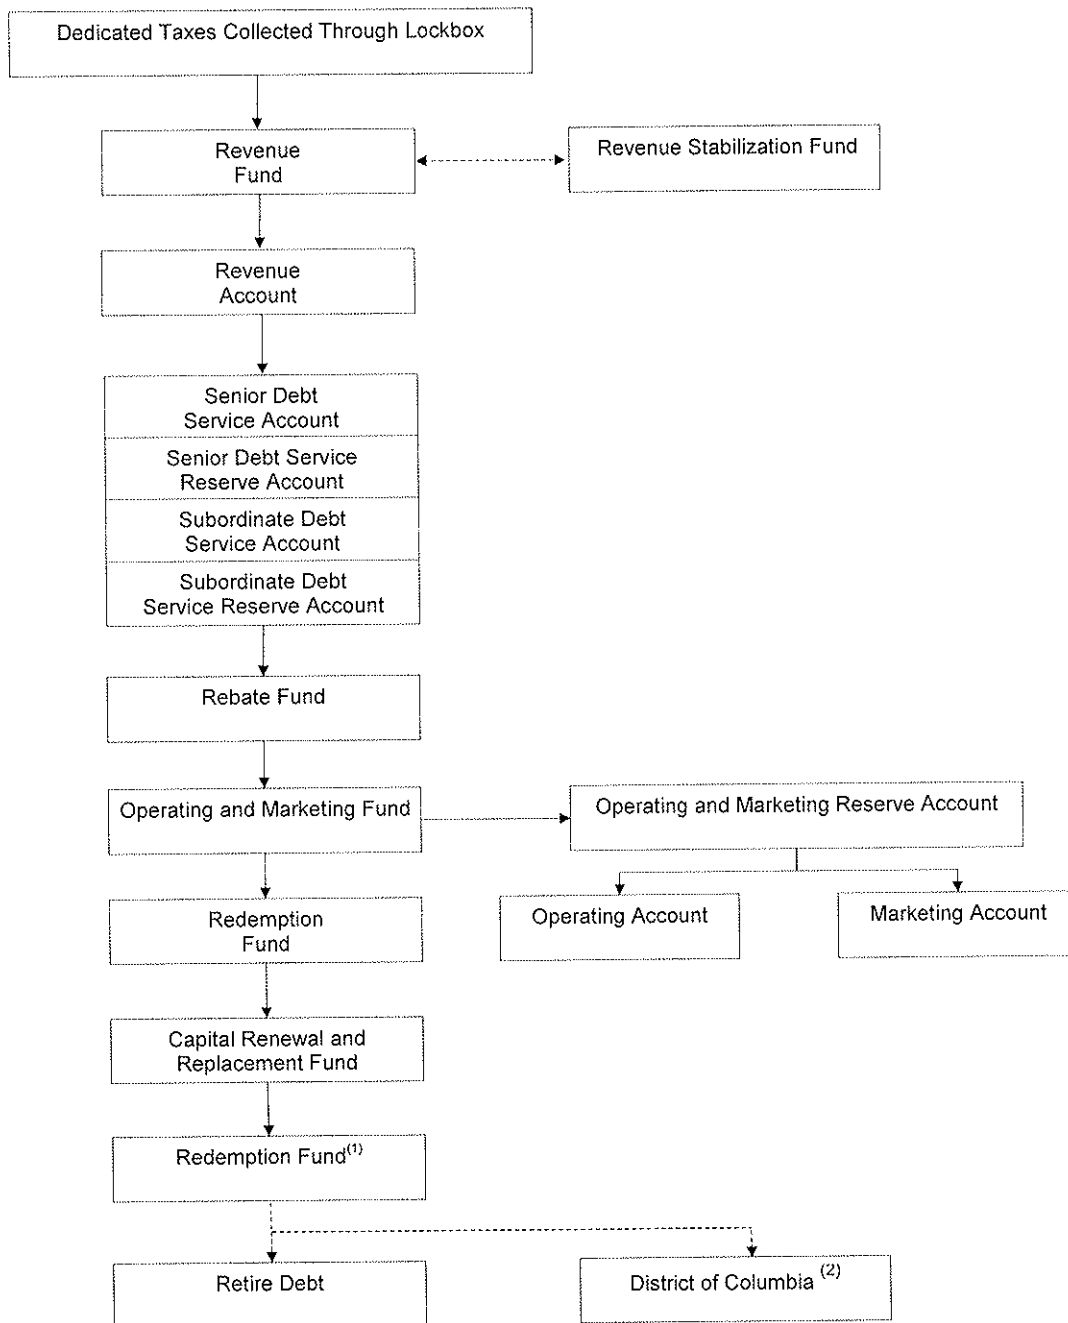 Dedicated Taxes Collected Through Lockbox
Revenue
Fund
Revenue Stabilization Fund
Revenue
Account
Senior Debt
Service Account
Senior Debt Service
Reserve Account
Subordinate Debt
Service Account
Subordinate Debt
Service Reserve Account
Rebate Fund
Operating and Marketing Fund
Operating and Marketing Reserve Account
Operating Account
Marketing Account
Redemption
Fund
Capital Renewal and
Replacement Fund
Redemption Fund(1)
Retire Debt
District of Columbia (2)